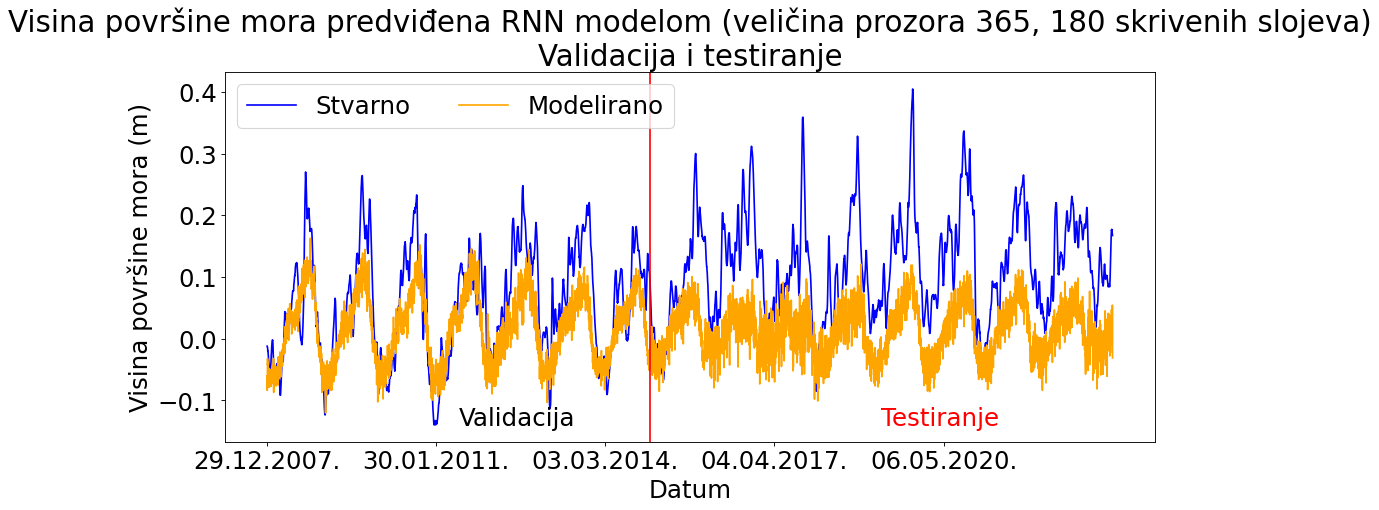 Visina površine mora predviđena RNN modelom (veličina prozora 365, 180 skrivenih slojeva)
Validacija i testiranje
Stvarno
Modelirano
Visina površine mora (m)
0.4
0.3
0.2
0.1
0.0
−0.1
Validacija
Testiranje
29.12.2007.
30.01.2011.
03.03.2014.
04.04.2017.
06.05.2020.
Datum